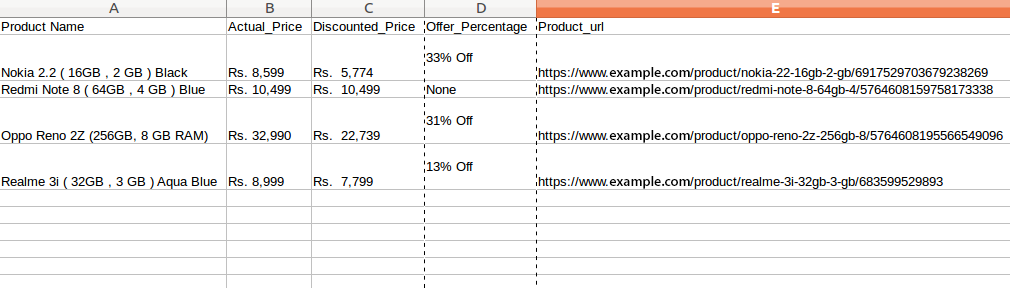 A B C D E
Product Name Actual_Price Discounted_Price Offer_Percentage Product_url
33% Off
Nokia 2.2 ( 16GB , 2 GB ) Black Rs. 8,599 Rs. 5,774 https://www.example.com/product/nokia-22-16gb-2-gb/6917529703679238269
Redmi Note 8 ( 64GB , 4 GB ) Blue Rs. 10,499 Rs. 10,499 None https://www.example.com/product/redmi-note-8-64gb-4/5764608159758173338
31% Off
Oppo Reno 2Z (256GB, 8 GB RAM) Rs. 32,990 Rs. 22,739 https://www.example.com/product/oppo-reno-2z-256gb-8/5764608195566549096
13% Off
Realme 3i ( 32GB , 3 GB ) Aqua Blue Rs. 8,999 Rs. 7,799 https://www.example.com/product/realme-3i-32gb-3-gb/683599529893